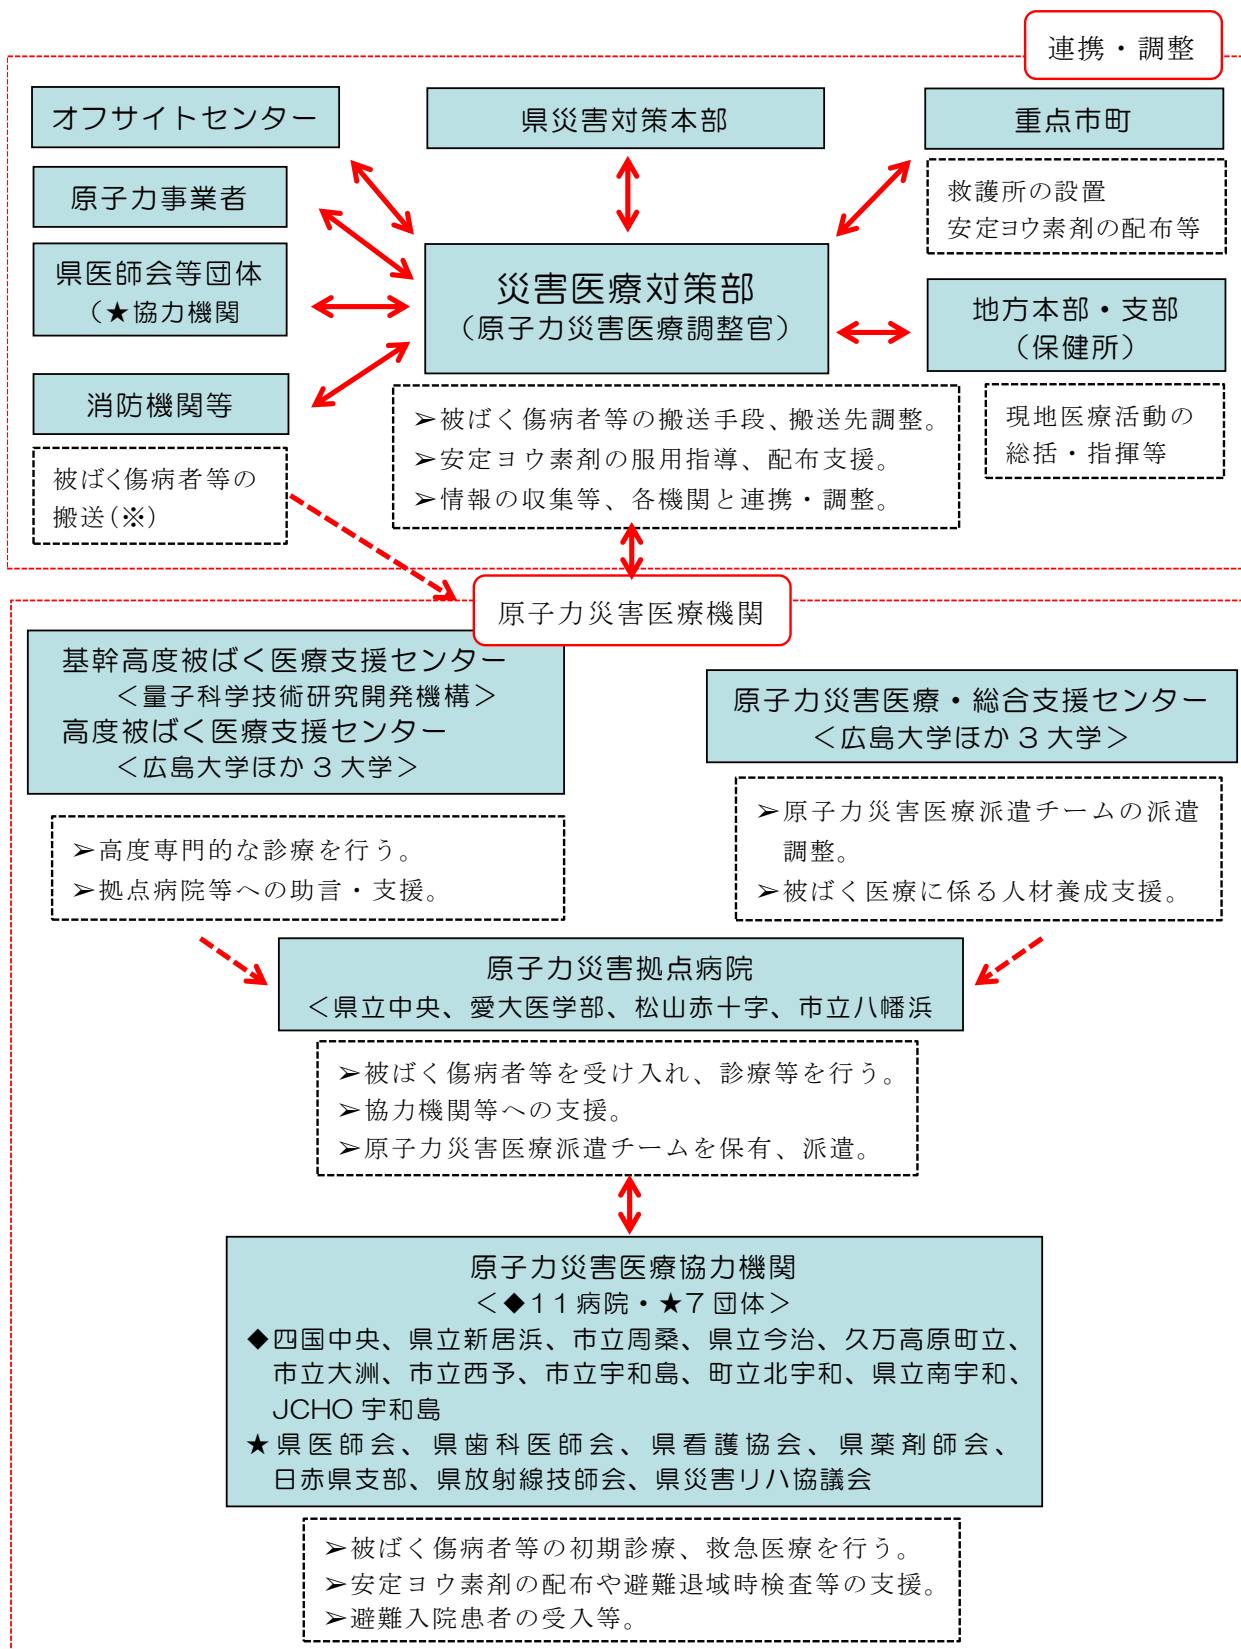 連携・調整
オフサイトセンター
県災害対策本部
重点市町
原子力事業者
救護所の設置
安定ヨウ素剤の配布等
県医師会等団体
（★協力機関
災害医療対策部
（原子力災害医療調整官）
地方本部・支部
（保健所）
消防機関等
現地医療活動の
総括・指揮等
被ばく傷病者等の
搬送（※）
➢被ばく傷病者等の搬送手段、搬送先調整。
➢安定ヨウ素剤の服用指導、配布支援。
➢情報の収集等、各機関と連携・調整。
原子力災害医療機関
基幹高度被ばく医療支援センター
＜量子科学技術研究開発機構＞
高度被ばく医療支援センター
＜広島大学ほか３大学＞
原子力災害医療・総合支援センター
＜広島大学ほか３大学＞
➢高度専門的な診療を行う。
➢拠点病院等への助言・支援。
➢原子力災害医療派遣チームの派遣
調整。
➢被ばく医療に係る人材養成支援。
原子力災害拠点病院
＜県立中央、愛大医学部、松山赤十字、市立八幡浜
➢被ばく傷病者等を受け入れ、診療等を行う。
➢協力機関等への支援。
➢原子力災害医療派遣チームを保有、派遣。
原子力災害医療協力機関
＜◆１１病院・★７団体＞
◆四国中央、県立新居浜、市立周桑、県立今治、久万高原町立、
市立大洲、市立西予、市立宇和島、町立北宇和、県立南宇和、
JCHO宇和島
★県医師会、県歯科医師会、県看護協会、県薬剤師会、
日赤県支部、県放射線技師会、県災害リハ協議会
➢被ばく傷病者等の初期診療、救急医療を行う。
➢安定ヨウ素剤の配布や避難退域時検査等の支援。
➢避難入院患者の受入等。